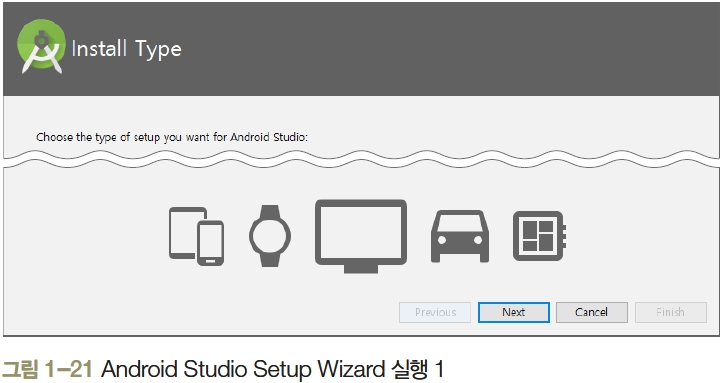 Install Type
Choose the type of setup you want for Android Studio:
Previous
Next
Cancel
Finish
그림 1-21 Android Studio Setup Wizard 실행 1